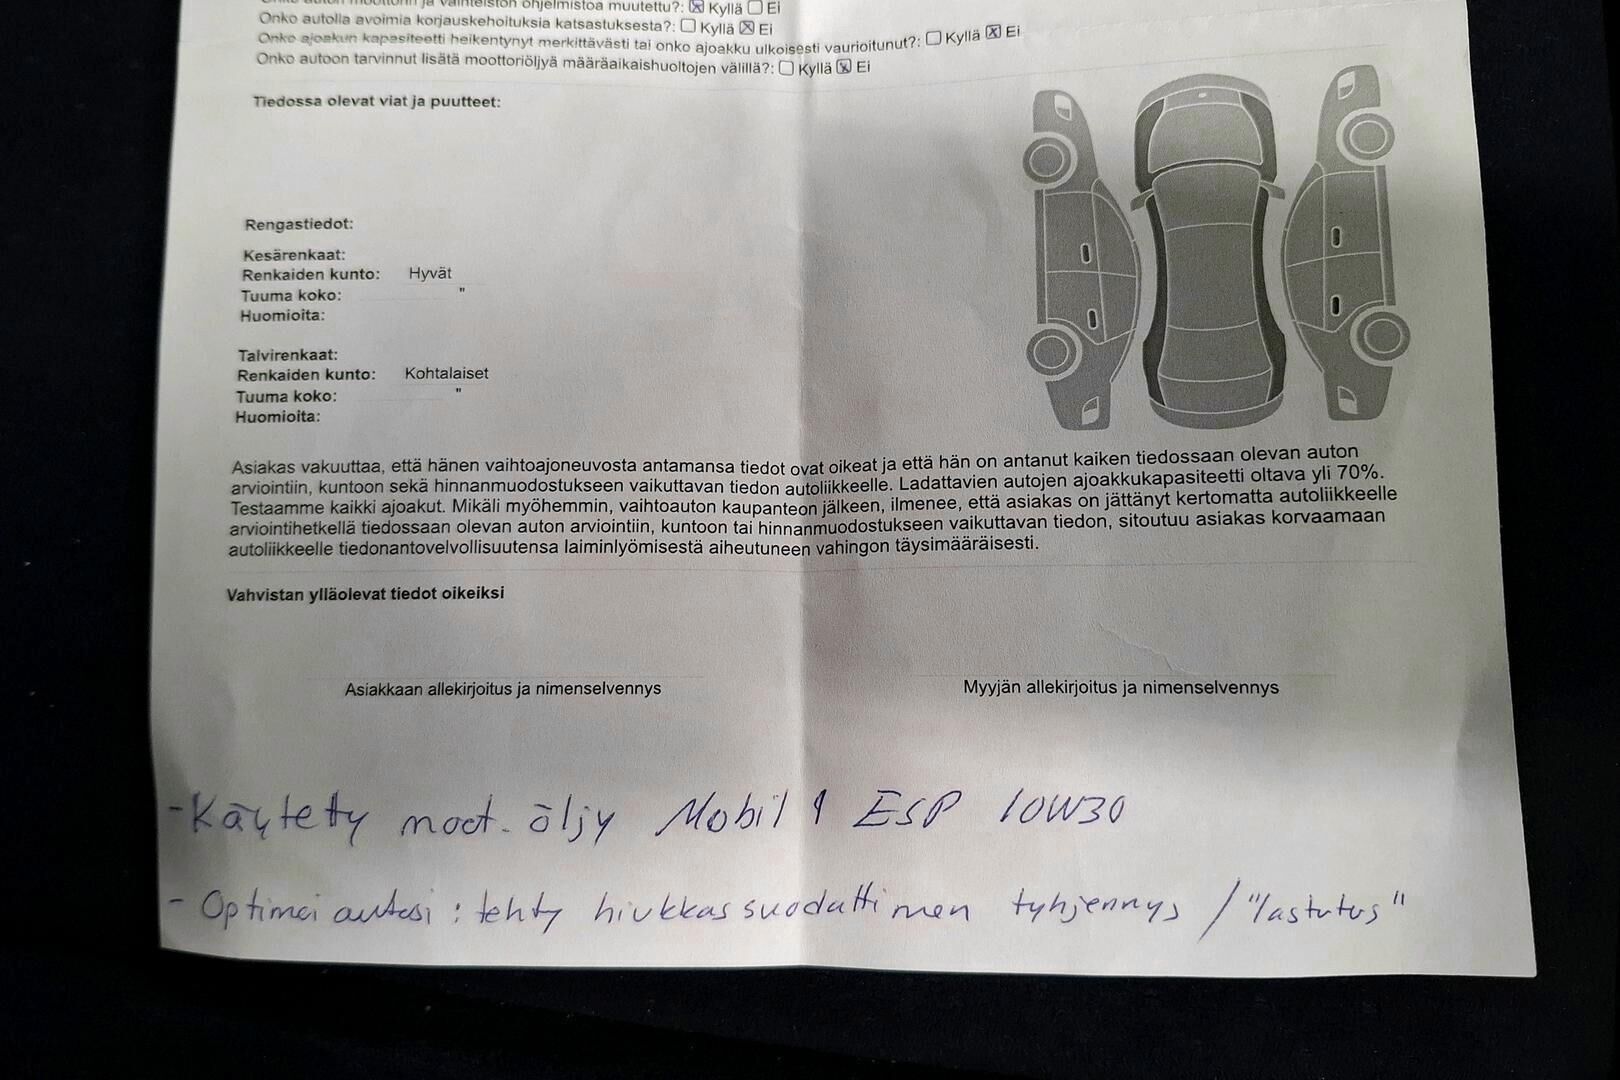 moottorin ja vaihteiston ohjelmistoa muutettu?: ☒ Kyllä ☐ Ei
Onko autolla avoimia korjauskehoituksia katsastuksesta?: ☐ Kyllä ☒ Ei
Onko ajoakun kapasiteetti heikentynyt merkittävästi tai onko ajoakku ulkoisesti vaurioitunut?: ☐ Kyllä ☒ Ei
Onko autoon tarvinnut lisätä moottoriöljyä määräaikaishuoltojen välillä?: ☐ Kyllä ☒ Ei
Tiedossa olevat viat ja puutteet:
Rengastiedot:
Kesärenkaat:
Renkaiden kunto: Hyvät
Tuuma koko: "
Huomioita:
Talvirenkaat:
Renkaiden kunto: Kohtalaiset
Tuuma koko: "
Huomioita:
Asiakas vakuuttaa, että hänen vaihtoajoneuvosta antamansa tiedot ovat oikeat ja että hän on antanut kaiken tiedossaan olevan auton
arviointiin, kuntoon sekä hinnanmuodostukseen vaikuttavan tiedon autoliikkeelle. Ladattavien autojen ajoakkukapasiteetti oltava yli 70%.
Testaamme kaikki ajoakut. Mikäli myöhemmin, vaihtoauton kaupanteon jälkeen, ilmenee, että asiakas on jättänyt kertomatta autoliikkeelle
arviointihetkellä tiedossaan olevan auton arviointiin, kuntoon tai hinnanmuodostukseen vaikuttavan tiedon, sitoutuu asiakas korvaamaan
autoliikkeelle tiedonantovelvollisuutensa laiminlyömisestä aiheutuneen vahingon täysimääräisesti.
Vahvistan ylläolevat tiedot oikeiksi
Asiakkaan allekirjoitus ja nimenselvennys
Myyjän allekirjoitus ja nimenselvennys
- Käytetty moot. öljy Mobil 1 ESP 10W30
- Optimoi autosi : tehty hiukkassuodattimen tyhjennys / "lastutus"